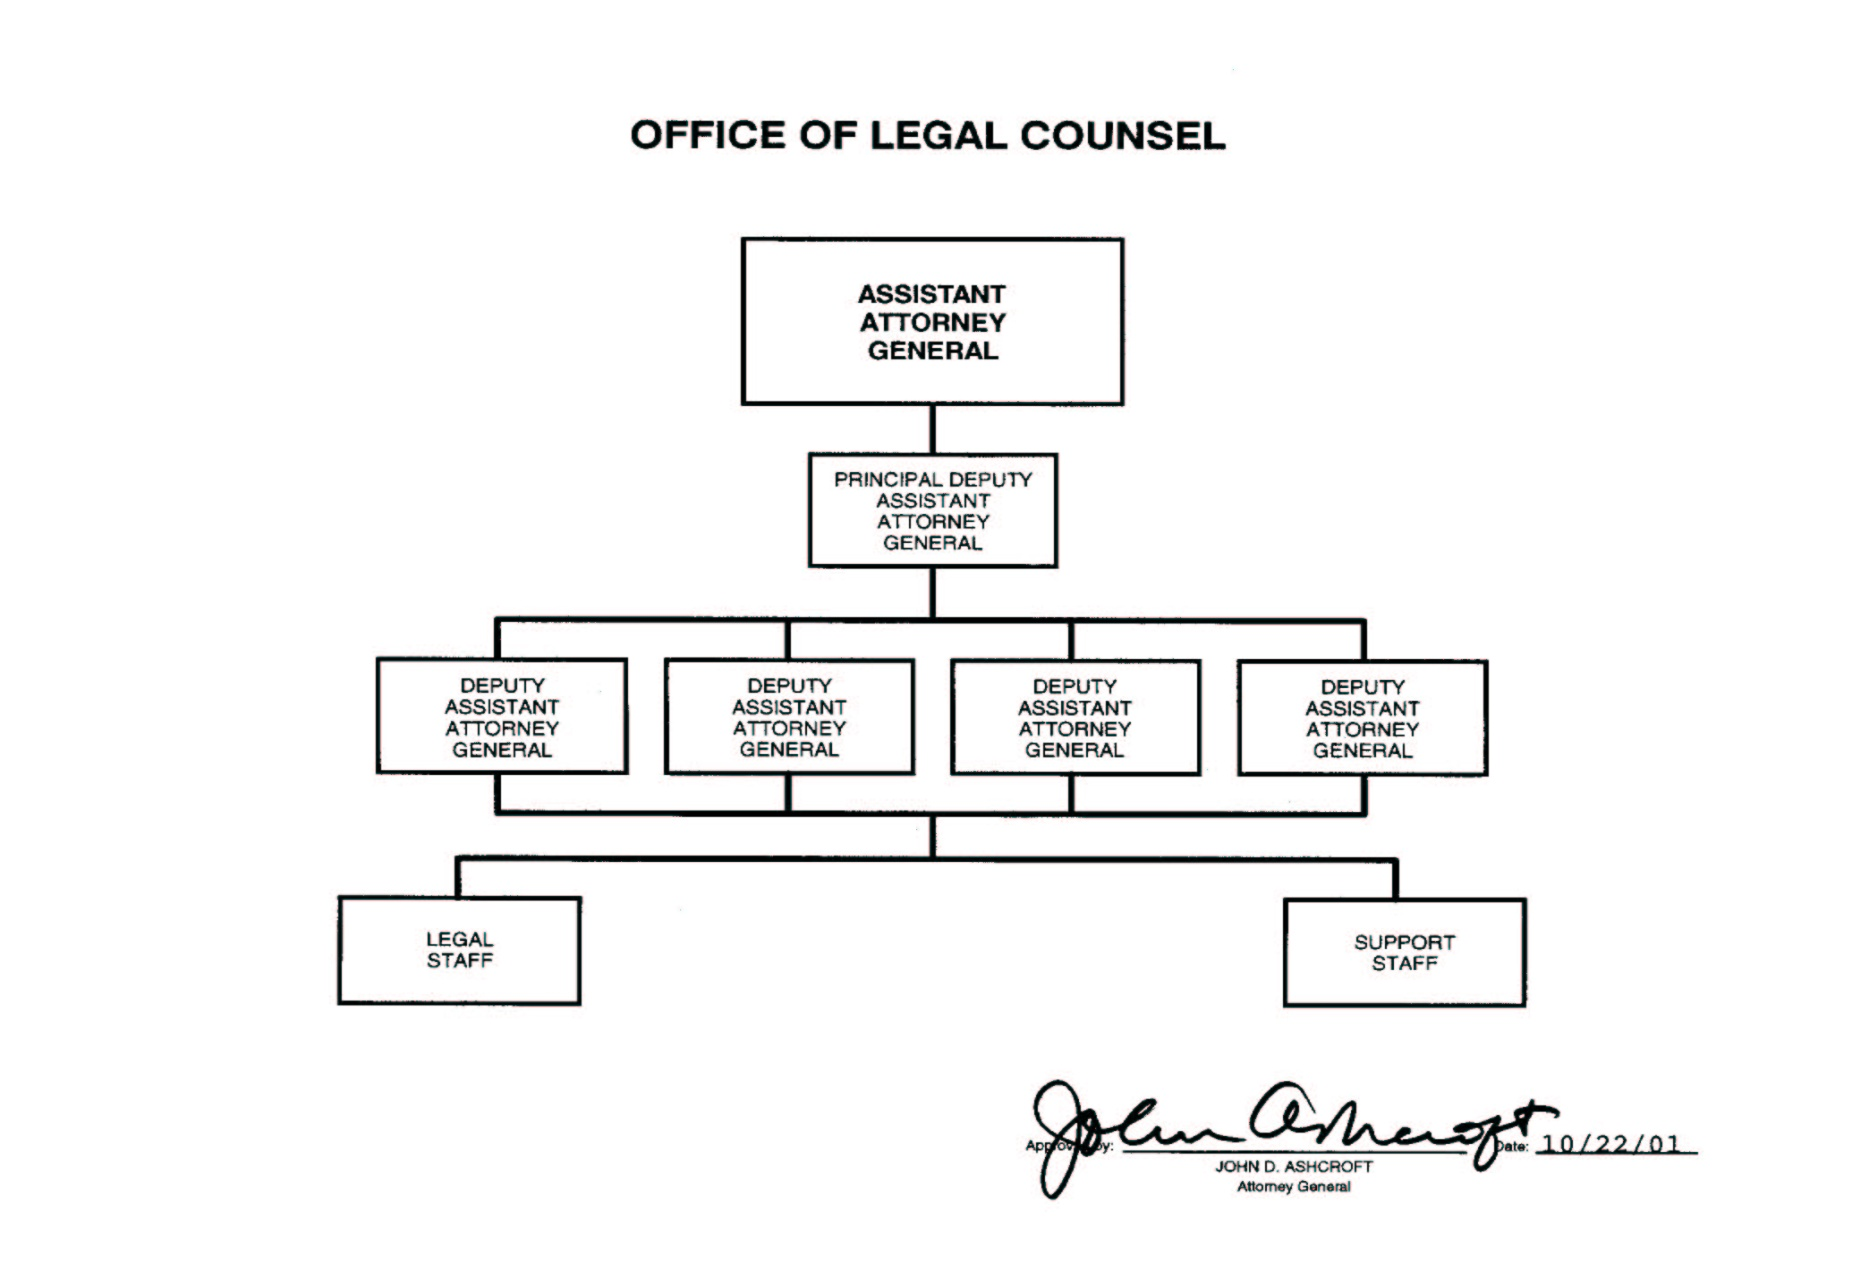 OFFICE OF LEGAL COUNSEL
ASSISTANT
ATTORNEY
GENERAL
PRINCIPAL DEPUTY
ASSISTANT
ATTORNEY
GENERAL
DEPUTY
ASSISTANT
ATTORNEY
GENERAL
DEPUTY
ASSISTANT
ATTORNEY
GENERAL
DEPUTY
ASSISTANT
ATTORNEY
GENERAL
DEPUTY
ASSISTANT
ATTORNEY
GENERAL
LEGAL
STAFF
SUPPORT
STAFF
John Ashcroft
Approved by: Date: 10/22/01
JOHN D. ASHCROFT
Attorney General